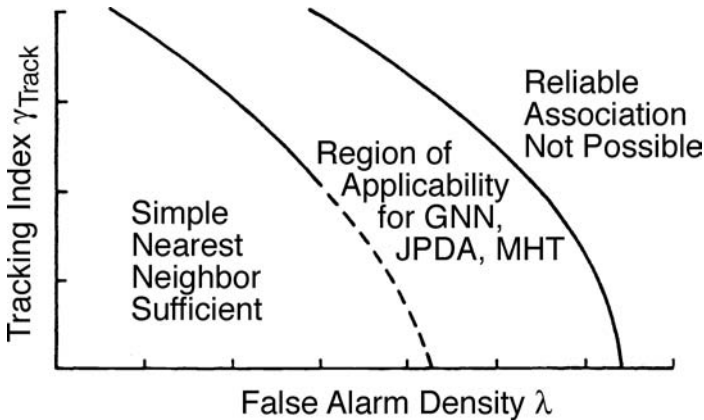 Tracking Index γTrack
Reliable
Association
Not Possible
Region of
Applicability
for GNN,
JPDA, MHT
Simple
Nearest
Neighbor
Sufficient
False Alarm Density λ